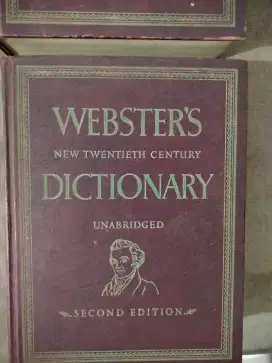 WEBSTER'S
NEW TWENTIETH CENTURY
DICTIONARY
UNABRIDGED
SECOND EDITION